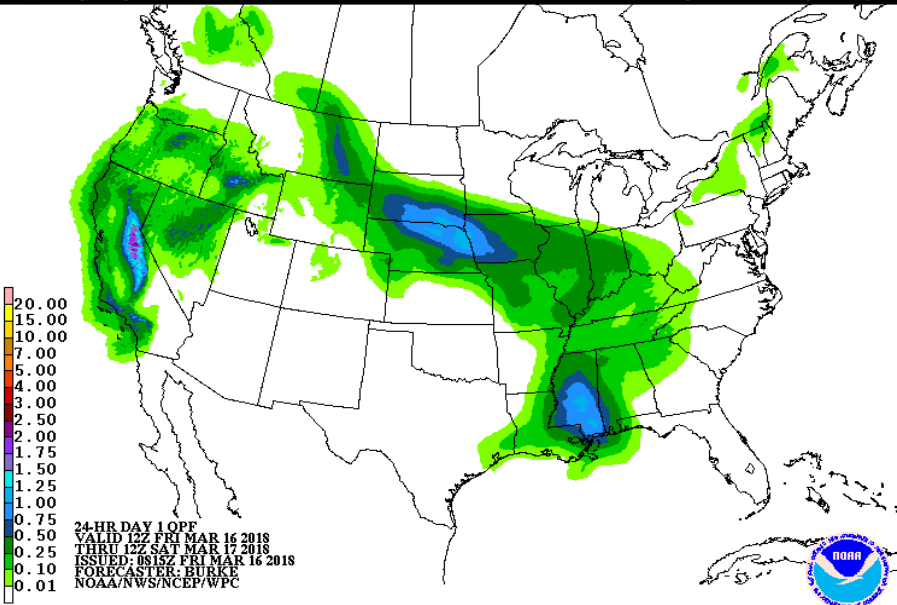 20.00
15.00
10.00
7.00
5.00
4.00
3.00
2.50
2.00
1.75
1.50
1.25
1.00
0.75
0.50
0.25
0.10
0.01
24-HR DAY 1 QPF
VALID 12Z FRI MAR 16 2018
THRU 12Z SAT MAR 17 2018
ISSUED: 0815Z FRI MAR 16 2018
FORECASTER: BURKE
NOAA/NWS/NCEP/WPC
NOAA